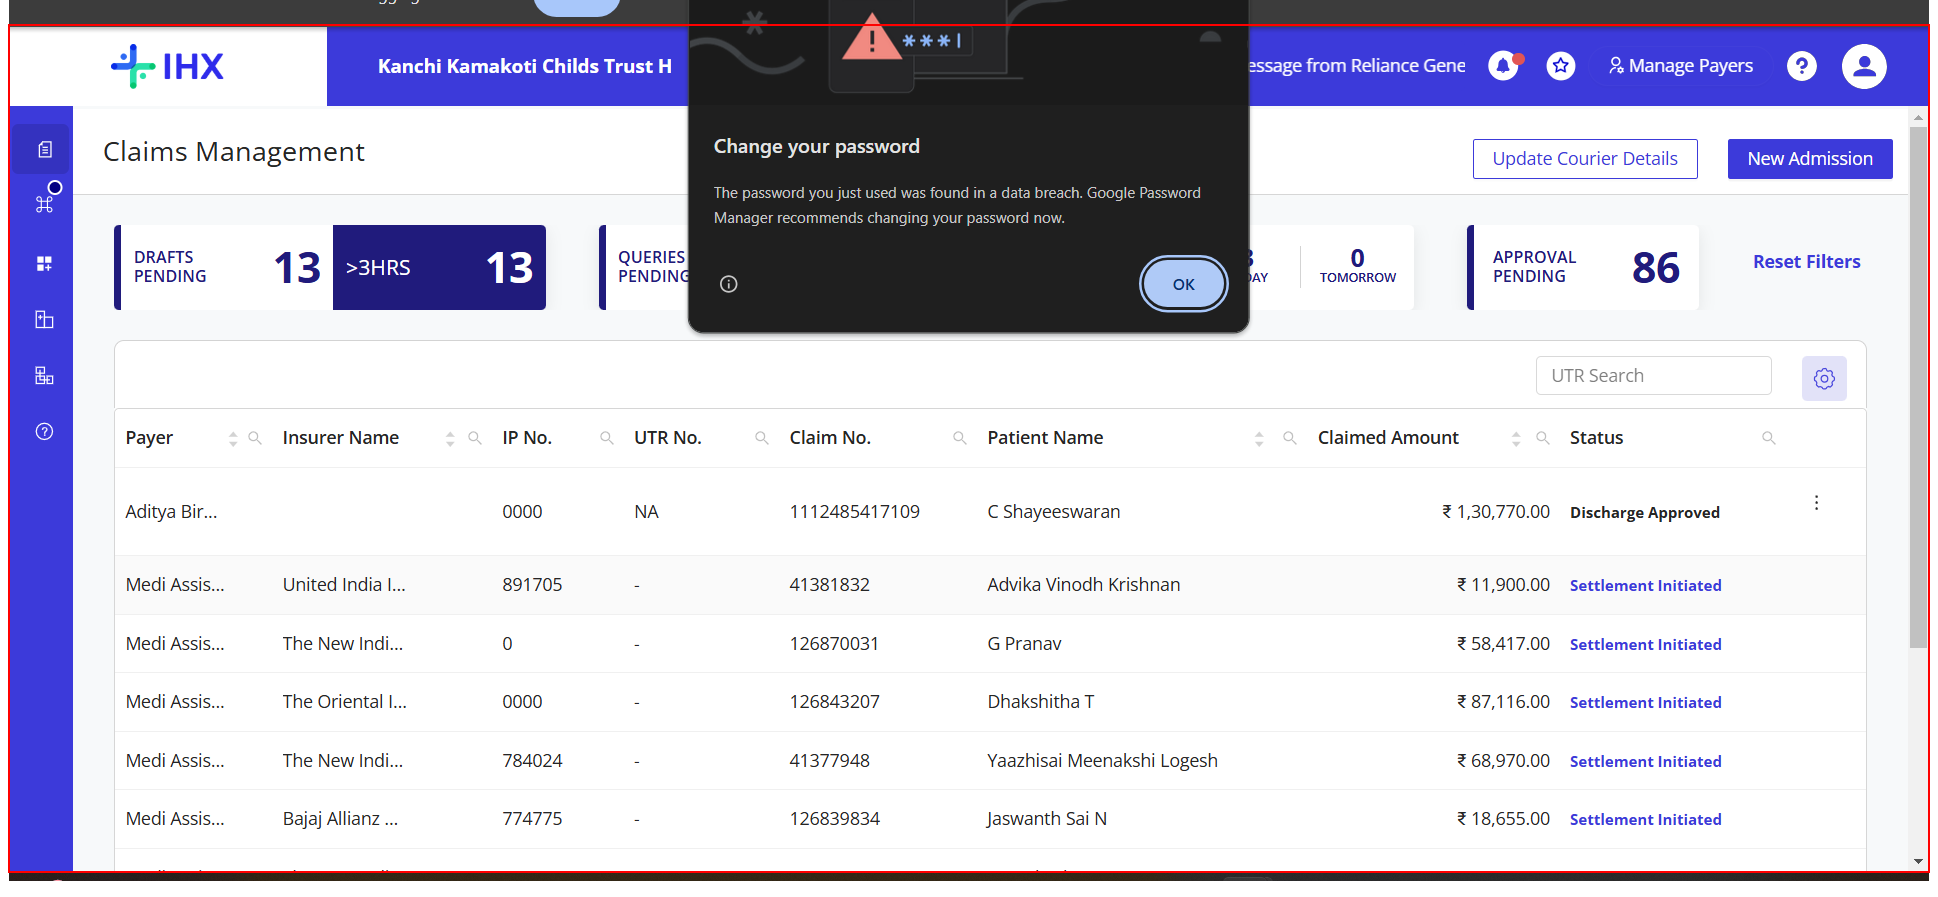 IHX
Kanchi Kamakoti Childs Trust H
***|
essage from Reliance Gene
Manage Payers
Claims Management
Change your password
The password you just used was found in a data breach. Google Password
Manager recommends changing your password now.
OK
Update Courier Details
New Admission
DRAFTS
PENDING
13
>3HRS
13
QUERIES
PENDING
0
TOMORROW
APPROVAL
PENDING
86
Reset Filters
UTR Search
Payer Insurer Name IP No. UTR No. Claim No. Patient Name Claimed Amount Status
Aditya Bir... 0000 NA 1112485417109 C Shayeeswaran ₹ 1,30,770.00 Discharge Approved
Medi Assis... United India I... 891705 - 41381832 Advika Vinodh Krishnan ₹ 11,900.00 Settlement Initiated
Medi Assis... The New Indi... 0 - 126870031 G Pranav ₹ 58,417.00 Settlement Initiated
Medi Assis... The Oriental I... 0000 - 126843207 Dhakshitha T ₹ 87,116.00 Settlement Initiated
Medi Assis... The New Indi... 784024 - 41377948 Yaazhisai Meenakshi Logesh ₹ 68,970.00 Settlement Initiated
Medi Assis... Bajaj Allianz ... 774775 - 126839834 Jaswanth Sai N ₹ 18,655.00 Settlement Initiated